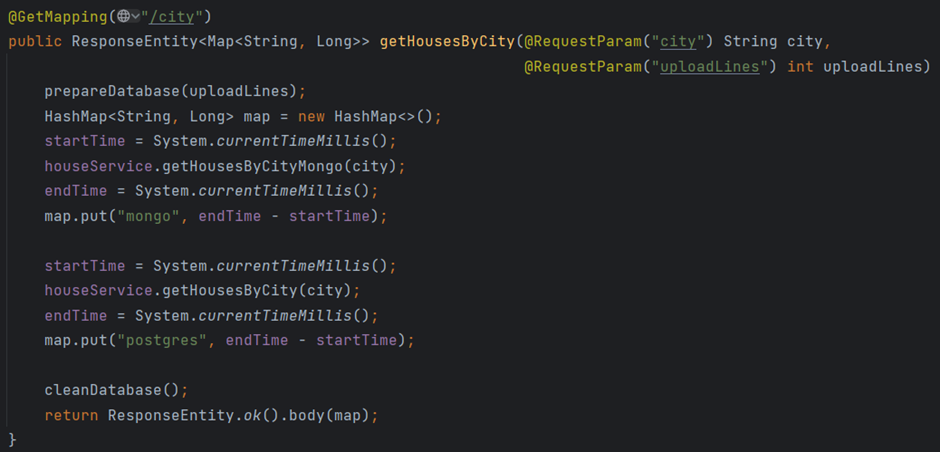 @GetMapping("/city")
public ResponseEntity<Map<String, Long>> getHousesByCity(@RequestParam("city") String city,
@RequestParam("uploadLines") int uploadLines)
prepareDatabase(uploadLines);
HashMap<String, Long> map = new HashMap<>();
startTime = System.currentTimeMillis();
houseService.getHousesByCityMongo(city);
endTime = System.currentTimeMillis();
map.put("mongo", endTime - startTime);
startTime = System.currentTimeMillis();
houseService.getHousesByCity(city);
endTime = System.currentTimeMillis();
map.put("postgres", endTime - startTime);
cleanDatabase();
return ResponseEntity.ok().body(map);
}